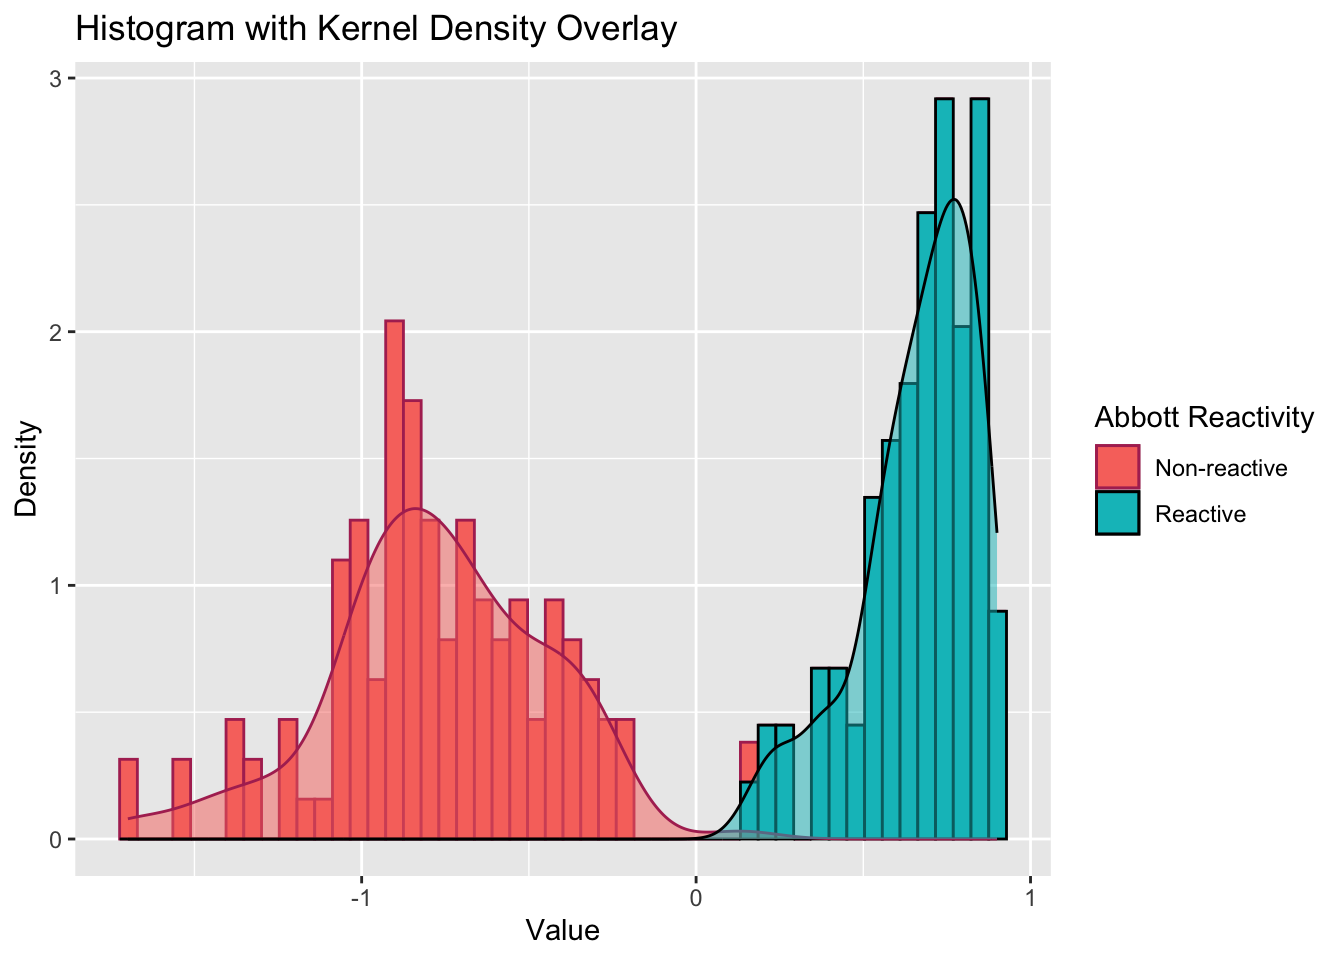 Histogram with Kernel Density Overlay
3
2
1
0
Density
-1
0
1
Value
Abbott Reactivity
Non-reactive
Reactive